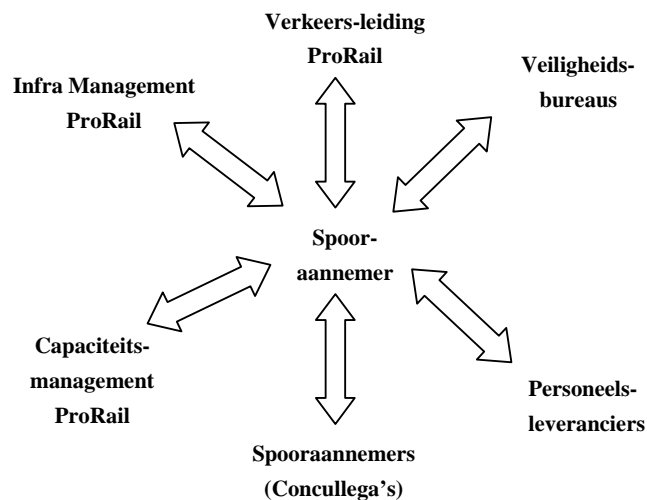 Verkeers-leiding
ProRail
Infra Management
ProRail
Veiligheids-
bureaus
Spoor-
aannemer
Capaciteits-
management
ProRail
Personeels-
leveranciers
Spooraannemers
(Concullega's)